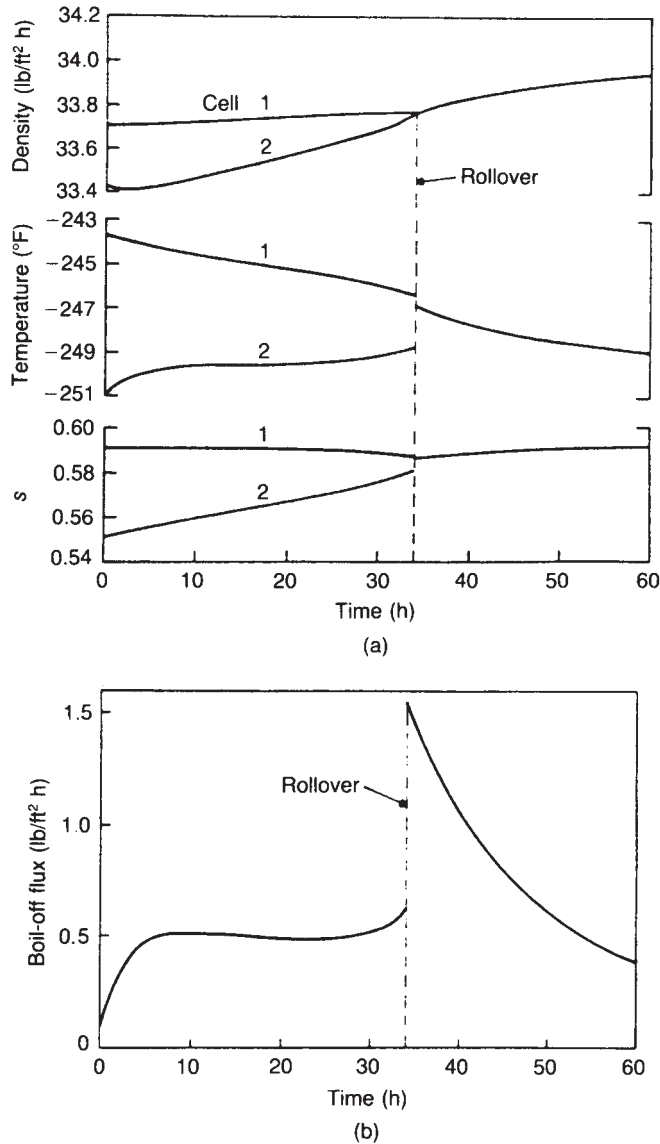 34.2
34.0
33.8
33.6
33.4
Density (lb/ft² h)
Cell 1
2
Rollover
−243
−245
−247
−249
−251
Temperature (°F)
1
2
0.60
0.58
0.56
0.54
s
1
2
0 10 20 30 40 50 60
Time (h)
(a)
1.5
1.0
0.5
0
Boil-off flux (lb/ft² h)
Rollover
0 10 20 30 40 50 60
Time (h)
(b)